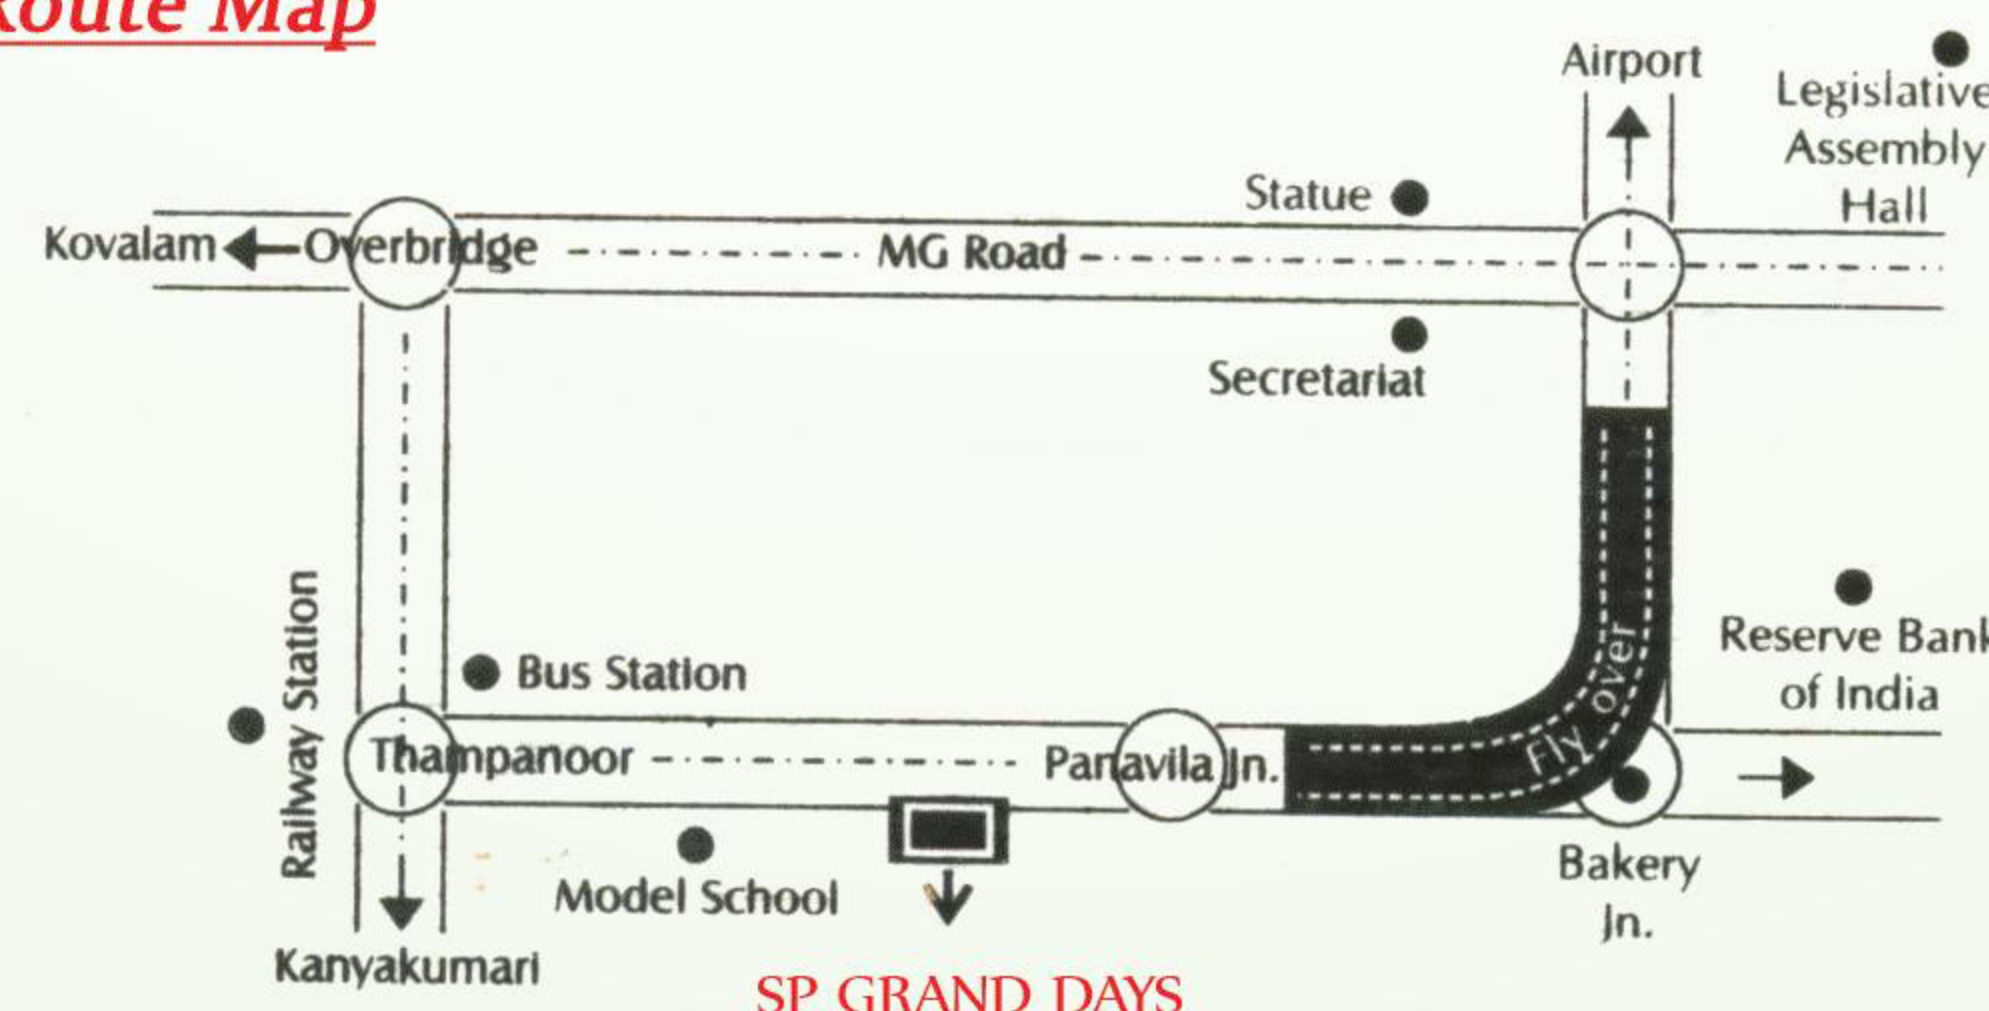 Route Map
Airport
Legislative
Assembly
Hall
Statue
Kovalam
Overbridge
MG Road
Secretariat
Railway Station
Bus Station
Reserve Bank
of India
Thampanoor
Panavila Jn.
Fly over
Model School
Bakery
Jn.
Kanyakumari
SP GRAND DAYS